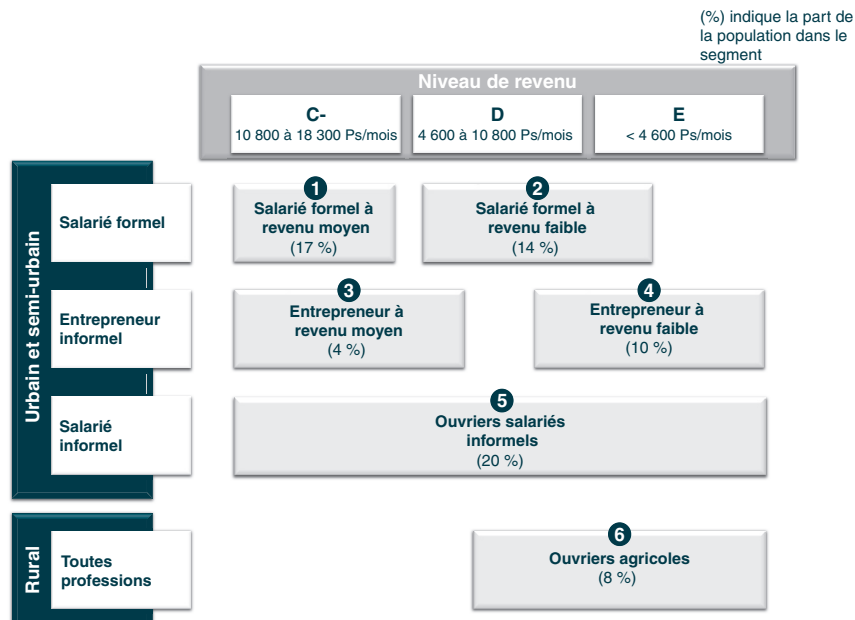 (%) indique la part de
la population dans le
segment
Niveau de revenu
C-
10 800 à 18 300 Ps/mois
D
4 600 à 10 800 Ps/mois
E
< 4 600 Ps/mois
Urbain et semi-urbain
Salarié formel
1
Salarié formel à
revenu moyen
(17 %)
2
Salarié formel à
revenu faible
(14 %)
Entrepreneur
informel
3
Entrepreneur à
revenu moyen
(4 %)
4
Entrepreneur à
revenu faible
(10 %)
Salarié
informel
5
Ouvriers salariés
informels
(20 %)
Rural
Toutes
professions
6
Ouvriers agricoles
(8 %)